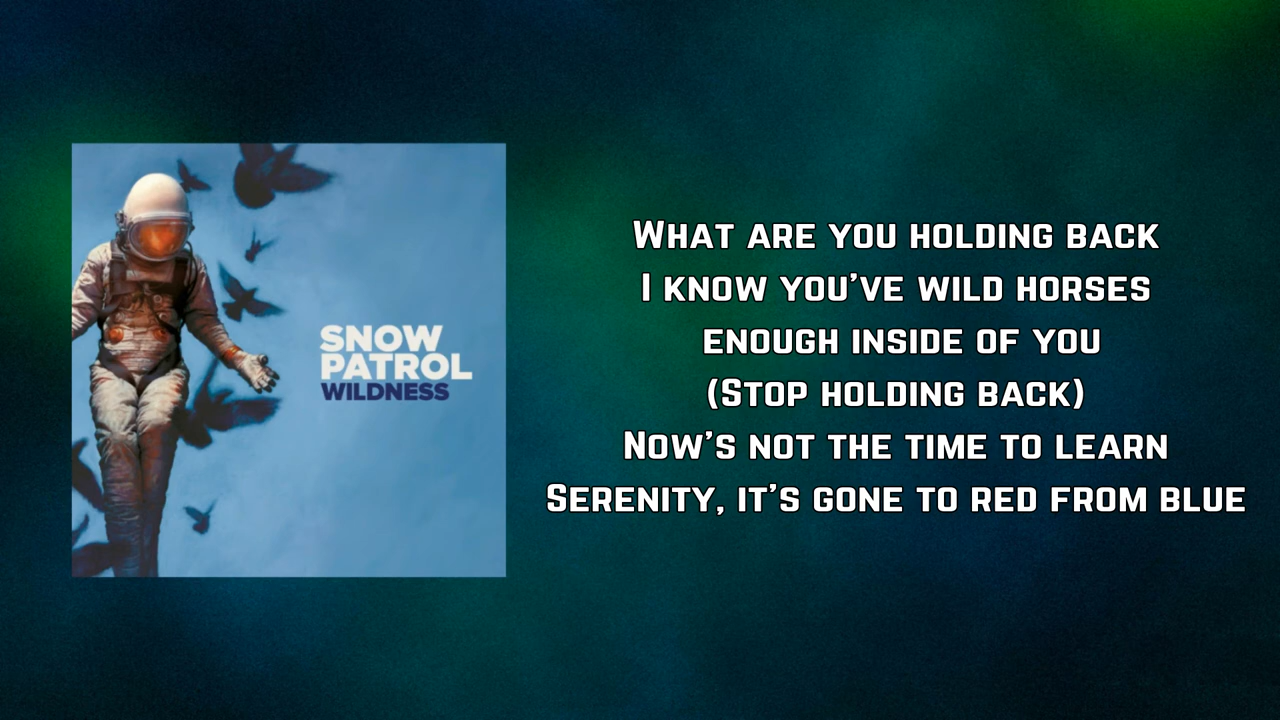 SNOW
PATROL
WILDNESS
What are you holding back
I know you've wild horses
enough inside of you
(Stop holding back)
Now's not the time to learn
Serenity, it's gone to red from blue